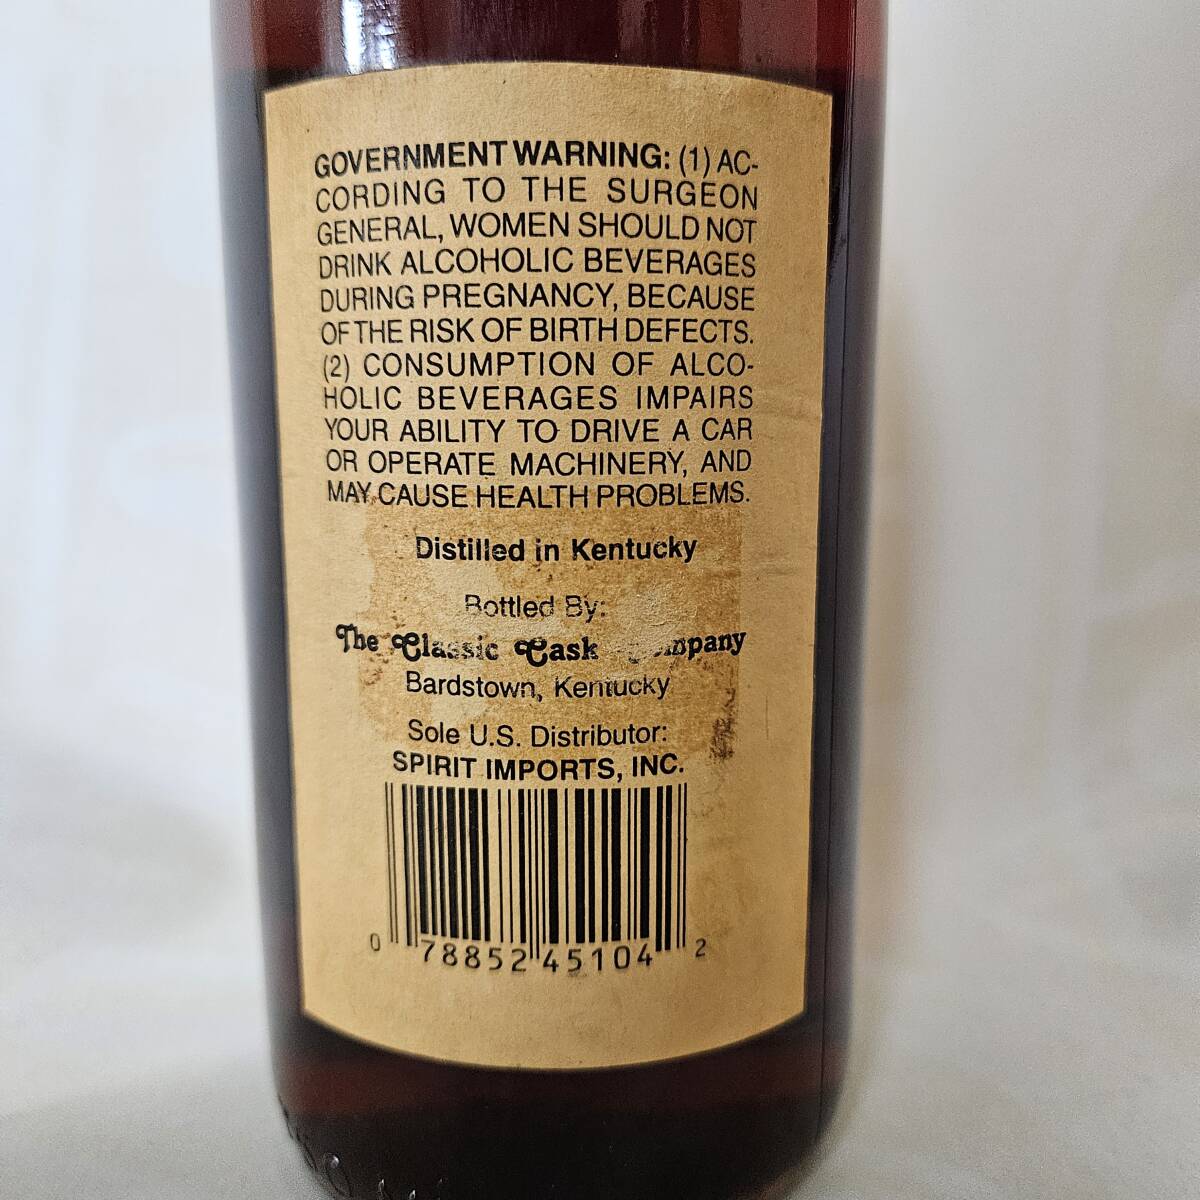 GOVERNMENT WARNING: (1) AC-
CORDING TO THE SURGEON
GENERAL, WOMEN SHOULD NOT
DRINK ALCOHOLIC BEVERAGES
DURING PREGNANCY, BECAUSE
OF THE RISK OF BIRTH DEFECTS.
(2) CONSUMPTION OF ALCO-
HOLIC BEVERAGES IMPAIRS
YOUR ABILITY TO DRIVE A CAR
OR OPERATE MACHINERY, AND
MAY CAUSE HEALTH PROBLEMS.
Distilled in Kentucky
Bottled By:
The Classic Cask Company
Bardstown, Kentucky
Sole U.S. Distributor:
SPIRIT IMPORTS, INC.
0 78852 45104 2